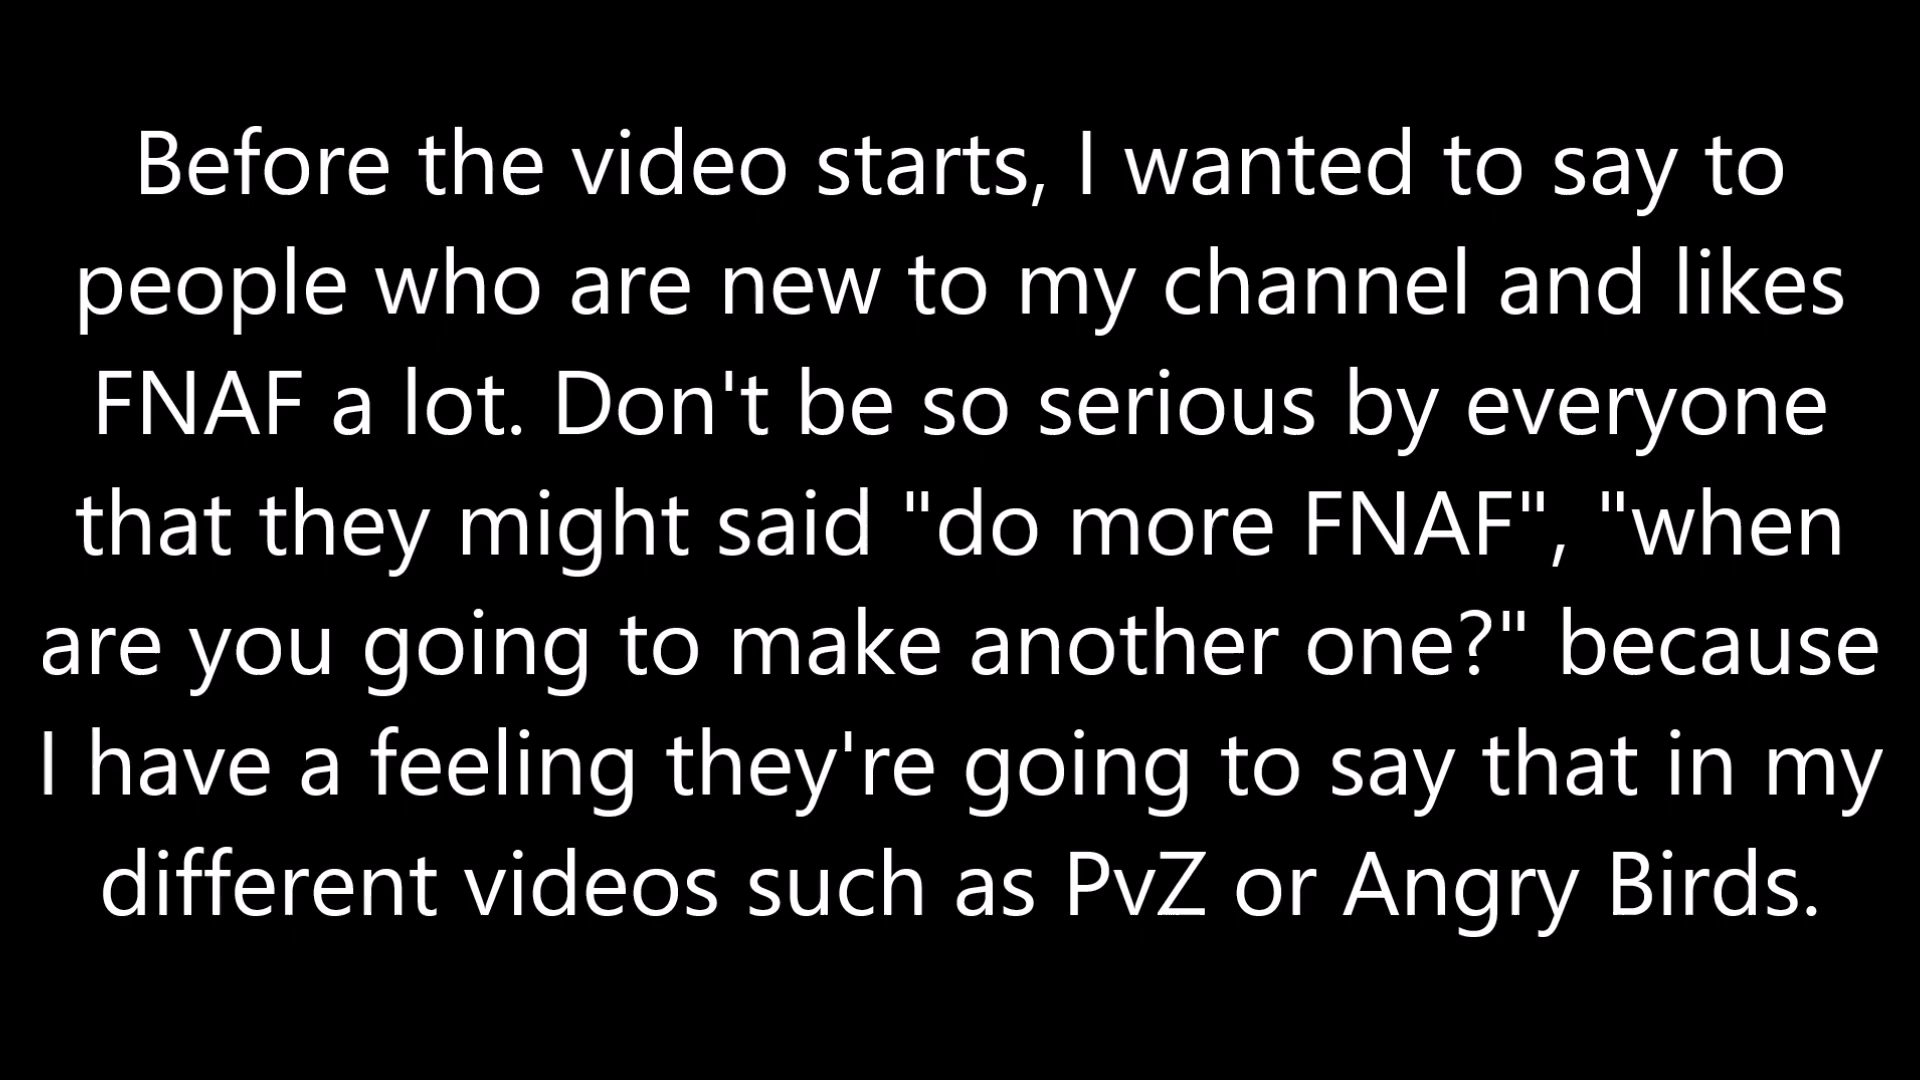 Before the video starts, I wanted to say to
people who are new to my channel and likes
FNAF a lot. Don't be so serious by everyone
that they might said "do more FNAF", "when
are you going to make another one?" because
I have a feeling they're going to say that in my
different videos such as PvZ or Angry Birds.